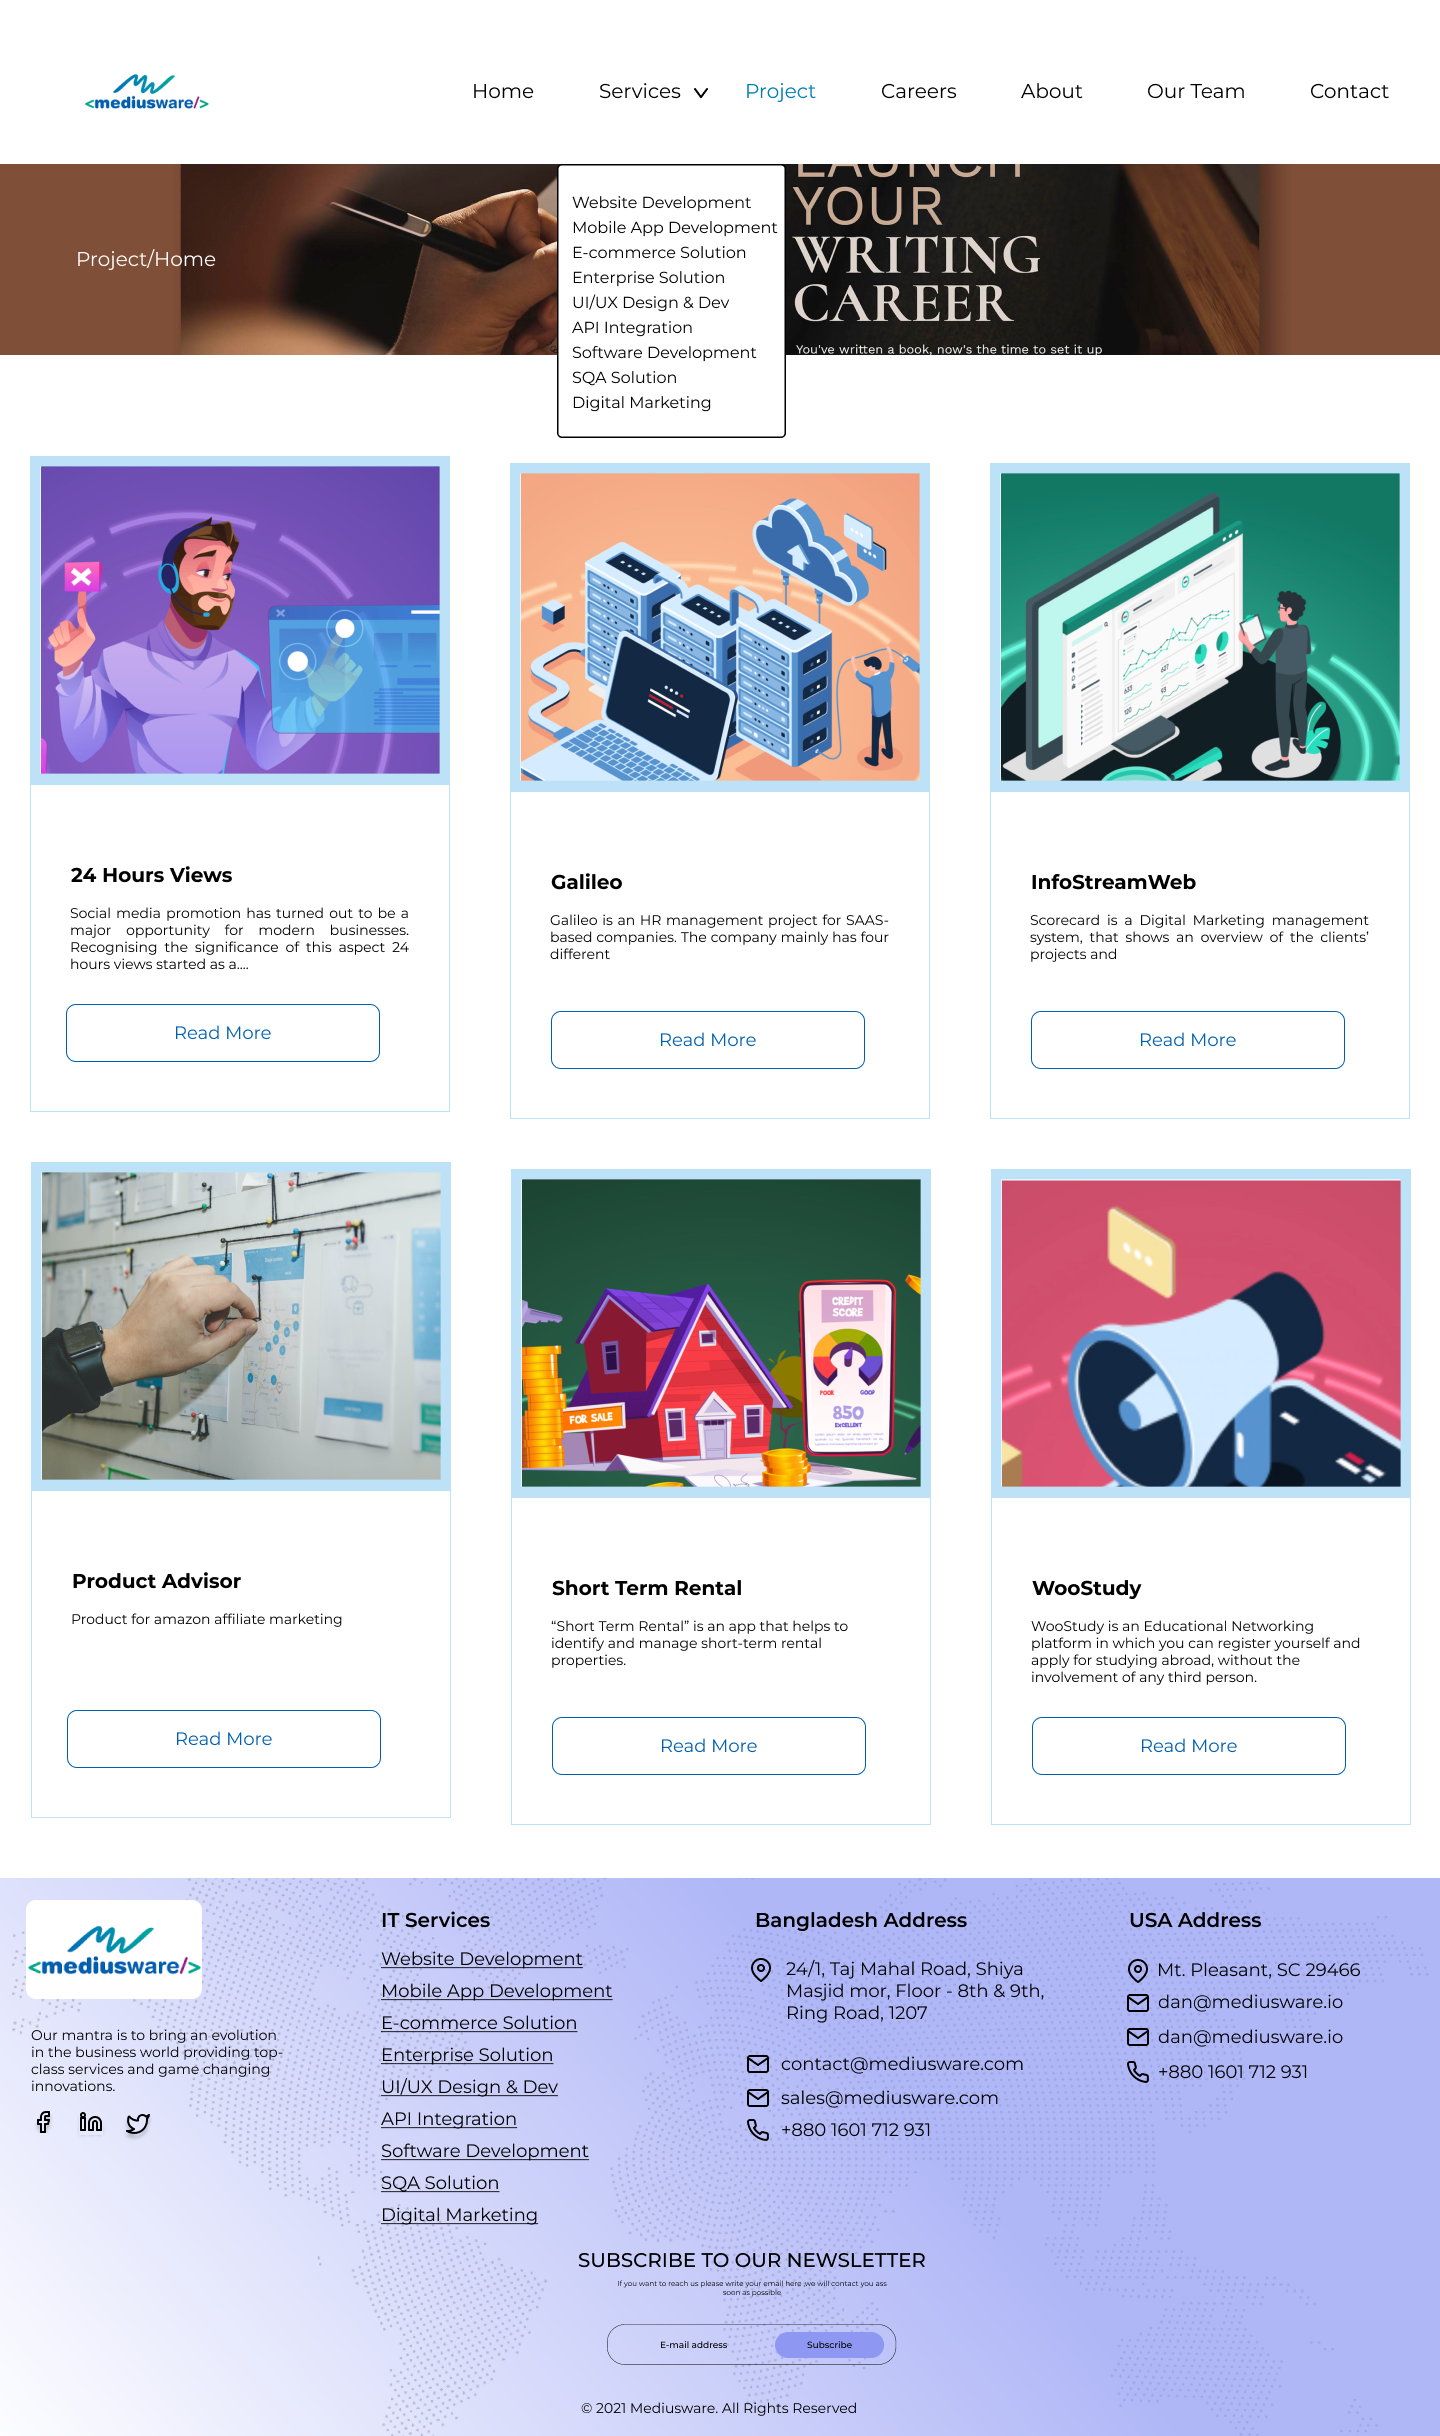 <mediusware/>
Home Services Project Careers About Our Team Contact
Project/Home
Website Development
Mobile App Development
E-commerce Solution
Enterprise Solution
UI/UX Design & Dev
API Integration
Software Development
SQA Solution
Digital Marketing
LAUNCH
YOUR
WRITING
CAREER
You've written a book, now's the time to set it up
24 Hours Views
Social media promotion has turned out to be a
major opportunity for modern businesses.
Recognising the significance of this aspect 24
hours views started as a....
Read More
Galileo
Galileo is an HR management project for SAAS-
based companies. The company mainly has four
different
Read More
627
633
93
120
InfoStreamWeb
Scorecard is a Digital Marketing management
system, that shows an overview of the clients’
projects and
Read More
Product Advisor
Product for amazon affiliate marketing
Read More
FOR SALE
CREDIT
SCORE
POOR GOOF
850
EXCELLENT
Short Term Rental
“Short Term Rental” is an app that helps to
identify and manage short-term rental
properties.
Read More
WooStudy
WooStudy is an Educational Networking
platform in which you can register yourself and
apply for studying abroad, without the
involvement of any third person.
Read More
<mediusware/>
Our mantra is to bring an evolution
in the business world providing top-
class services and game changing
innovations.
IT Services
Website Development
Mobile App Development
E-commerce Solution
Enterprise Solution
UI/UX Design & Dev
API Integration
Software Development
SQA Solution
Digital Marketing
Bangladesh Address
24/1, Taj Mahal Road, Shiya
Masjid mor, Floor - 8th & 9th,
Ring Road, 1207
contact@mediusware.com
sales@mediusware.com
+880 1601 712 931
USA Address
Mt. Pleasant, SC 29466
dan@mediusware.io
dan@mediusware.io
+880 1601 712 931
SUBSCRIBE TO OUR NEWSLETTER
If you want to reach us please write your email here ,we will contact you ass
soon as possible.
E-mail address Subscribe
© 2021 Mediusware. All Rights Reserved